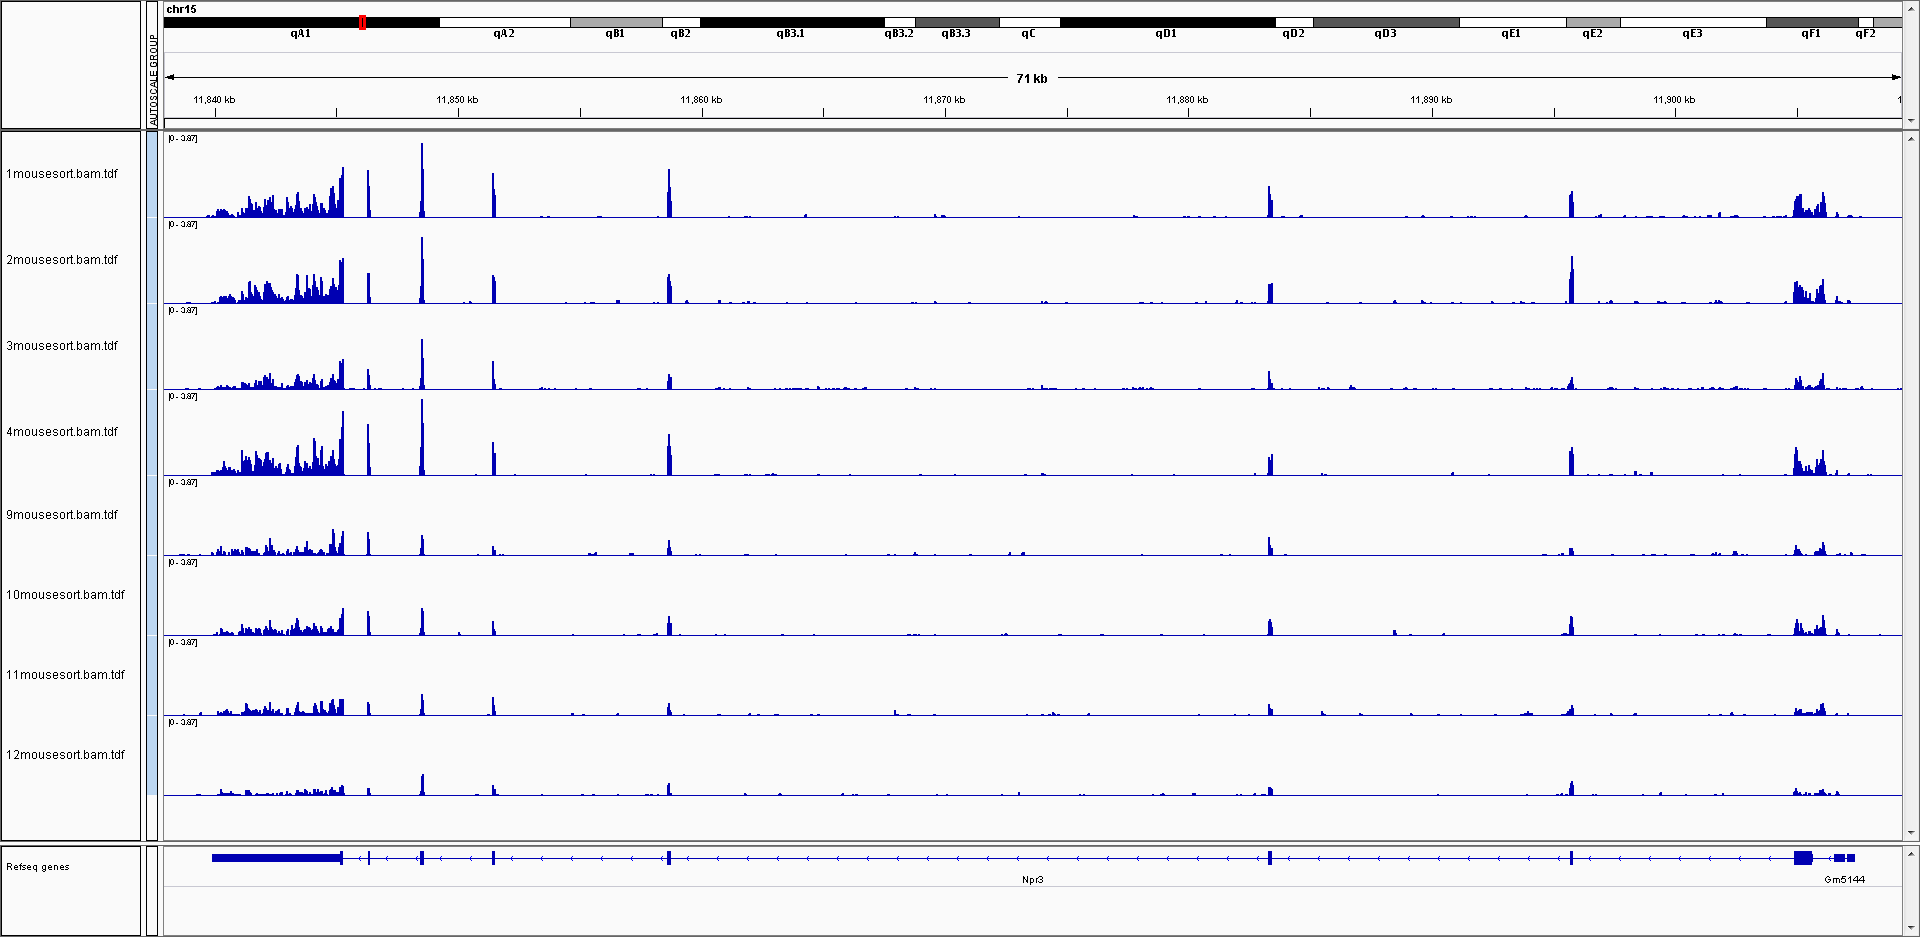 chr15
qA1 qA2 qB1 qB2 qB3.1 qB3.2 qB3.3 qC qD1 qD2 qD3 qE1 qE2 qE3 qF1 qF2
AUTOSCALE GROUP
71 kb
11,840 kb 11,850 kb 11,860 kb 11,870 kb 11,880 kb 11,890 kb 11,900 kb 1
[0 - 3.87]
1mousesort.bam.tdf
[0 - 3.87]
2mousesort.bam.tdf
[0 - 3.87]
3mousesort.bam.tdf
[0 - 3.87]
4mousesort.bam.tdf
[0 - 3.87]
9mousesort.bam.tdf
[0 - 3.87]
10mousesort.bam.tdf
[0 - 3.87]
11mousesort.bam.tdf
[0 - 3.87]
12mousesort.bam.tdf
Refseq genes
Npr3 Gm5144